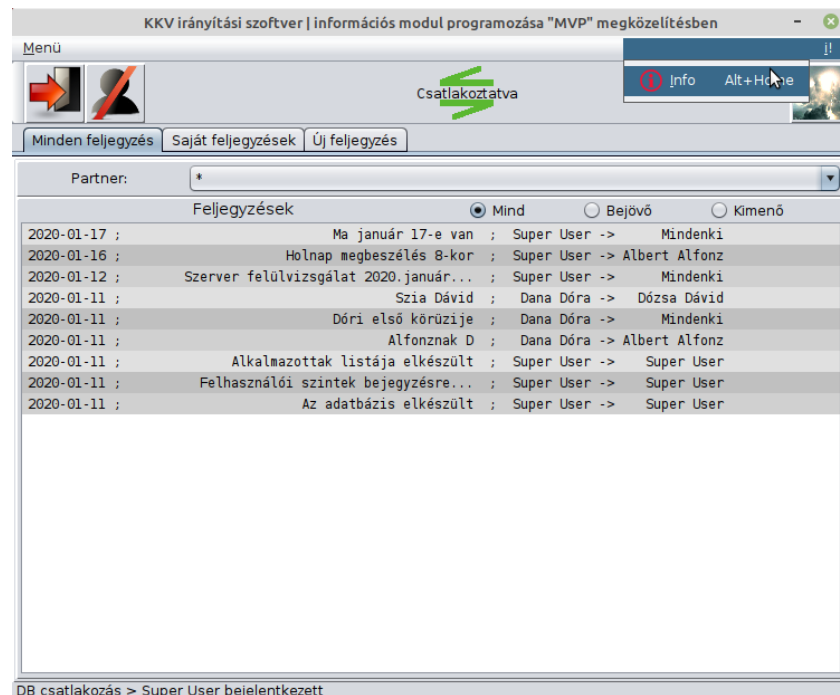 KKV irányítási szoftver | információs modul programozása "MVP" megközelítésben
Menü i!
Csatlakoztatva
Info Alt+Home
Minden feljegyzés Saját feljegyzések Új feljegyzés
Partner: *
Feljegyzések Mind Bejövő Kimenő
2020-01-17 ; Ma január 17-e van ; Super User -> Mindenki
2020-01-16 ; Holnap megbeszélés 8-kor ; Super User -> Albert Alfonz
2020-01-12 ; Szerver felülvizsgálat 2020.január... ; Super User -> Mindenki
2020-01-11 ; Szia Dávid ; Dana Dóra -> Dózsa Dávid
2020-01-11 ; Dóri első körüzije ; Dana Dóra -> Mindenki
2020-01-11 ; Alfonznak D ; Dana Dóra -> Albert Alfonz
2020-01-11 ; Alkalmazottak listája elkészült ; Super User -> Super User
2020-01-11 ; Felhasználói szintek bejegyzésre... ; Super User -> Super User
2020-01-11 ; Az adatbázis elkészült ; Super User -> Super User
DB csatlakozás > Super User bejelentkezett